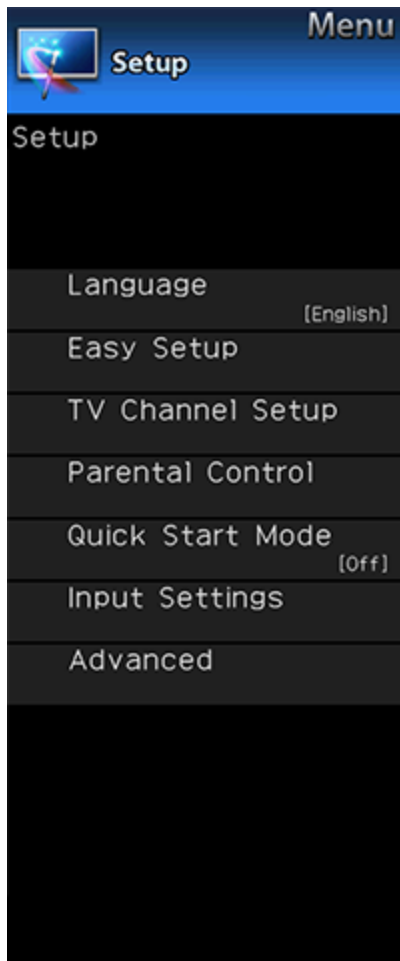 Menu
Setup
Setup
Language
[English]
Easy Setup
TV Channel Setup
Parental Control
Quick Start Mode
[Off]
Input Settings
Advanced